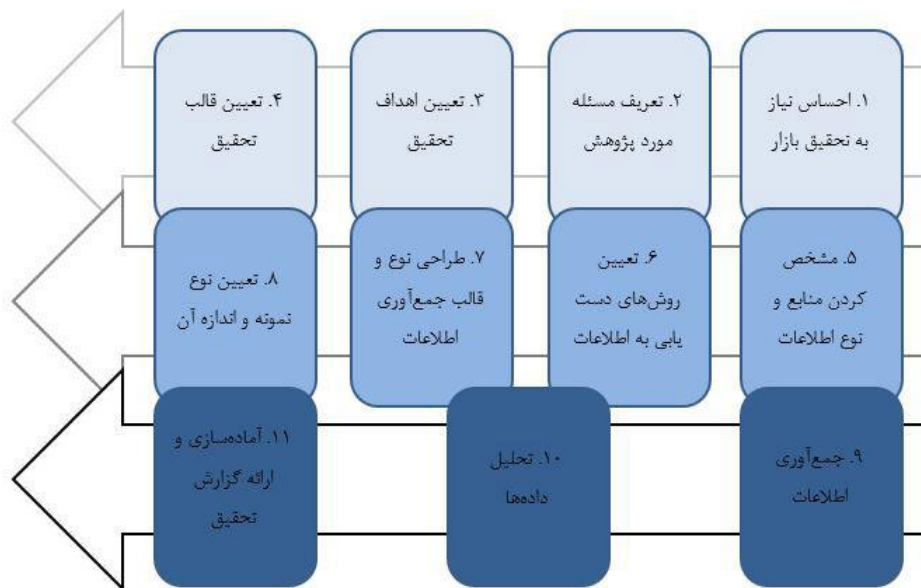 ۱. احساس نیاز
به تحقیق بازار
۲. تعریف مسئله
مورد پژوهش
۳. تعیین اهداف
تحقیق
۴. تعیین قالب
تحقیق
۵. مشخص
کردن منابع و
نوع اطلاعات
۶. تعیین
روش‌های دست
یابی به اطلاعات
۷. طراحی نوع و
قالب جمع‌آوری
اطلاعات
۸. تعیین نوع
نمونه و اندازه آن
۹. جمع‌آوری
اطلاعات
۱۰. تحلیل
داده‌ها
۱۱. آماده‌سازی و
ارائه گزارش
تحقیق